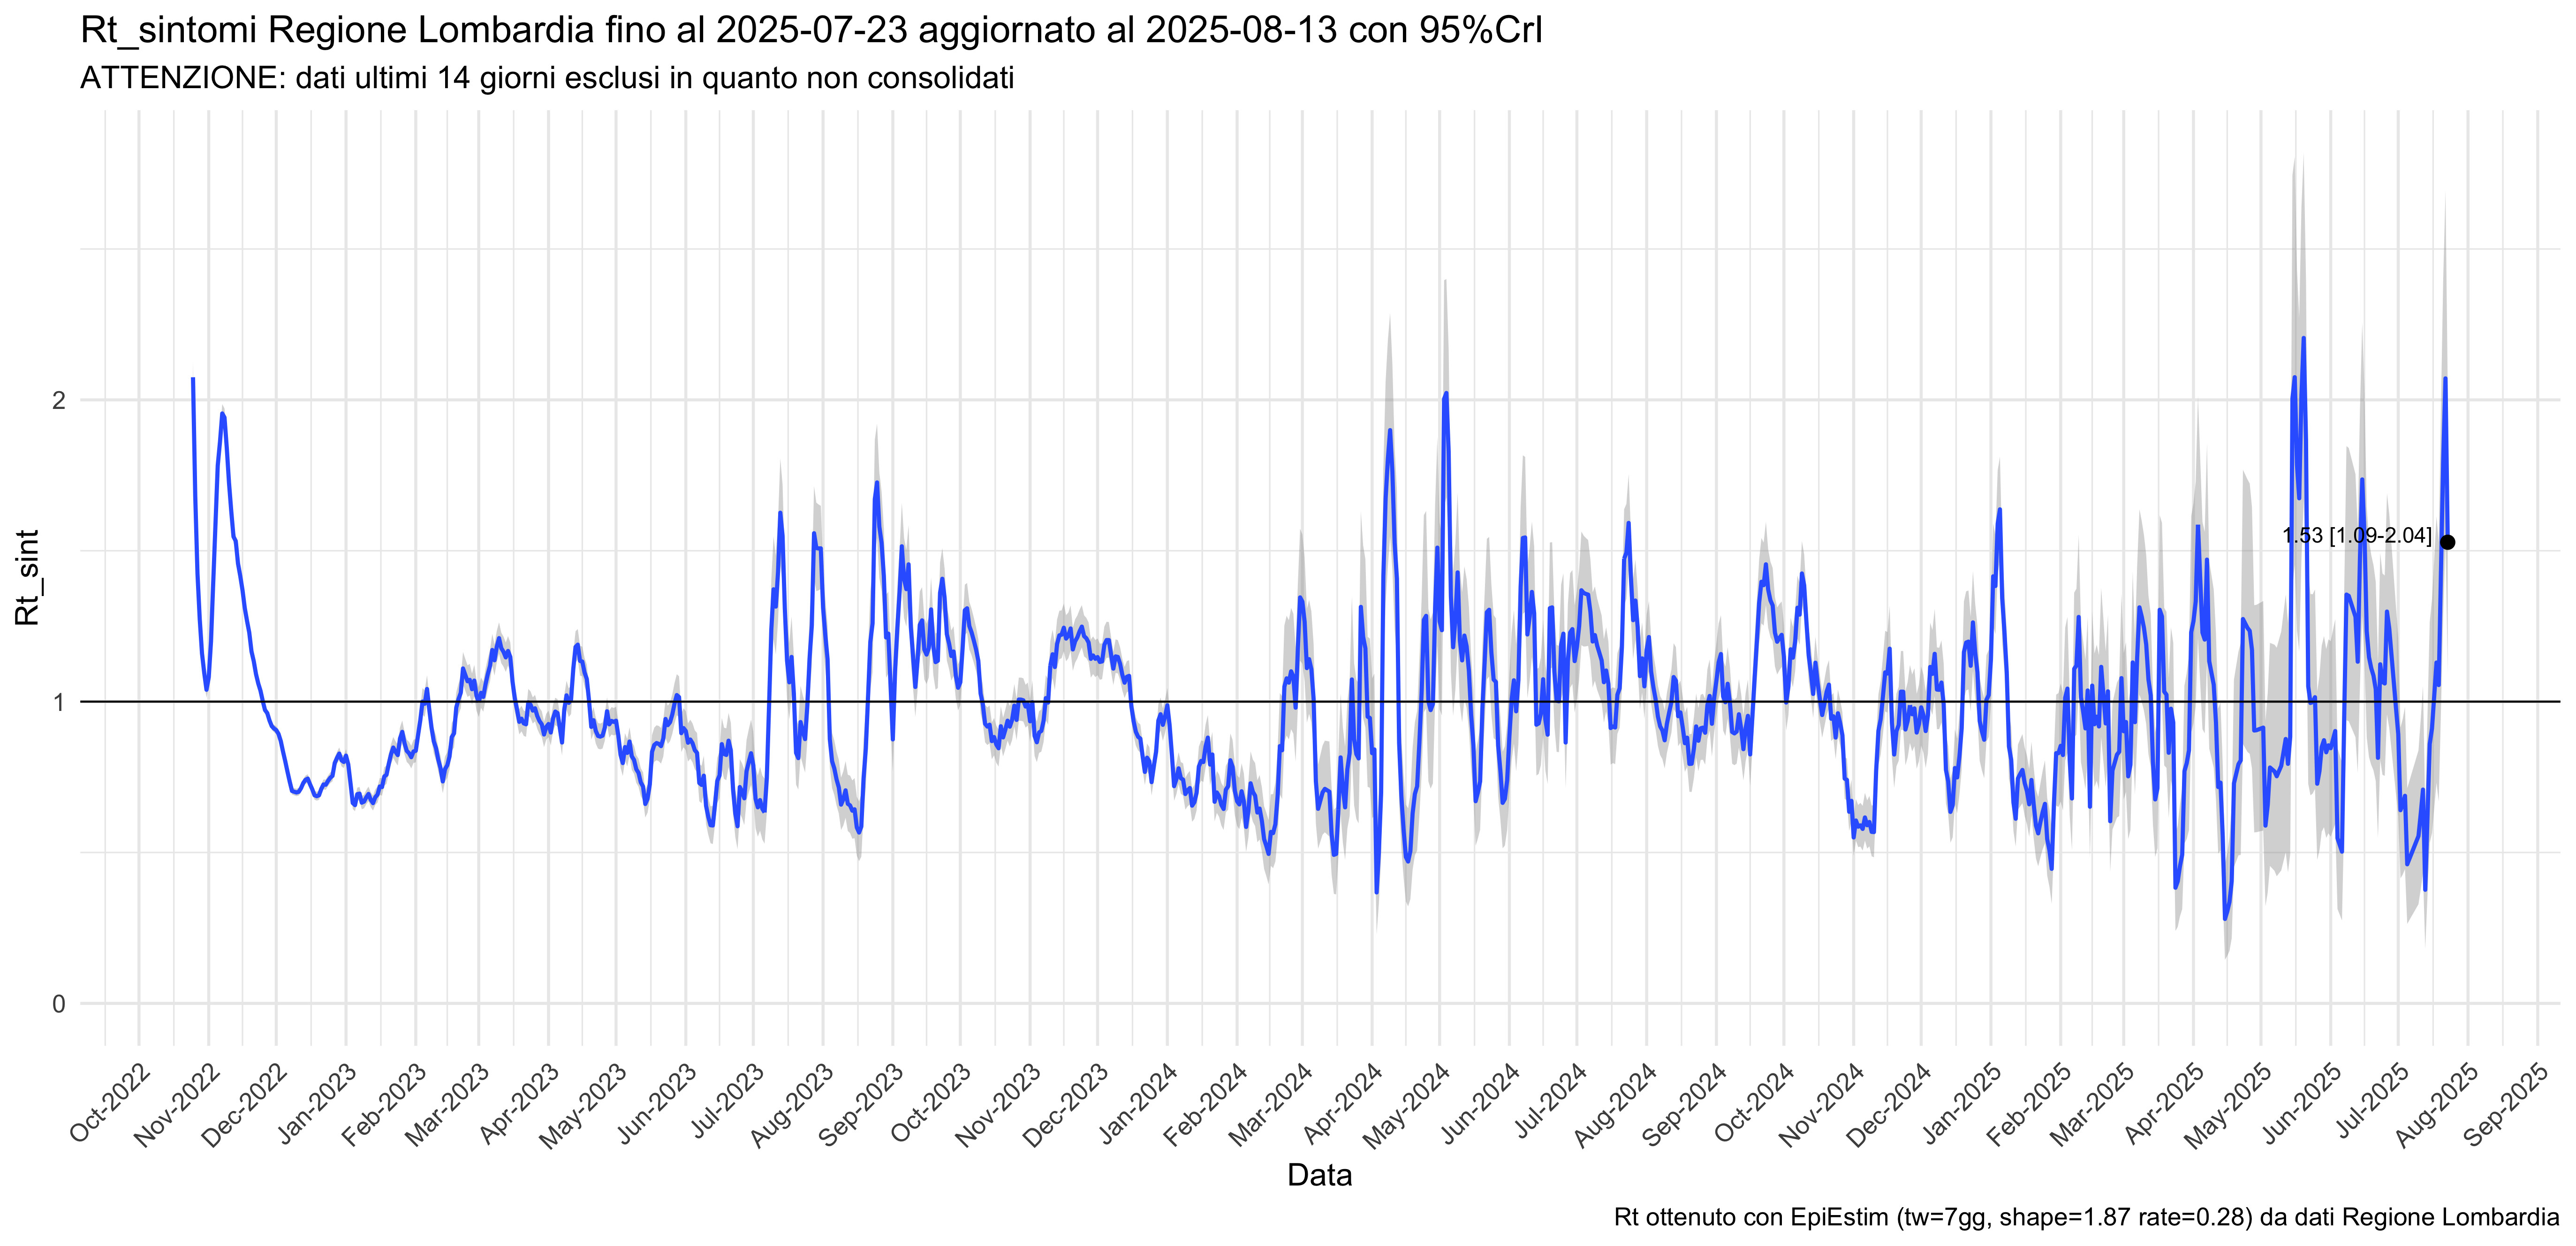 Rt_sintomi Regione Lombardia fino al 2025-07-23 aggiornato al 2025-08-13 con 95%CrI
ATTENZIONE: dati ultimi 14 giorni esclusi in quanto non consolidati
Rt_sint
2
1
0
1.53 [1.09-2.04]
Oct-2022
Nov-2022
Dec-2022
Jan-2023
Feb-2023
Mar-2023
Apr-2023
May-2023
Jun-2023
Jul-2023
Aug-2023
Sep-2023
Oct-2023
Nov-2023
Dec-2023
Jan-2024
Feb-2024
Mar-2024
Apr-2024
May-2024
Jun-2024
Jul-2024
Aug-2024
Sep-2024
Oct-2024
Nov-2024
Dec-2024
Jan-2025
Feb-2025
Mar-2025
Apr-2025
May-2025
Jun-2025
Jul-2025
Aug-2025
Sep-2025
Data
Rt ottenuto con EpiEstim (tw=7gg, shape=1.87 rate=0.28) da dati Regione Lombardia